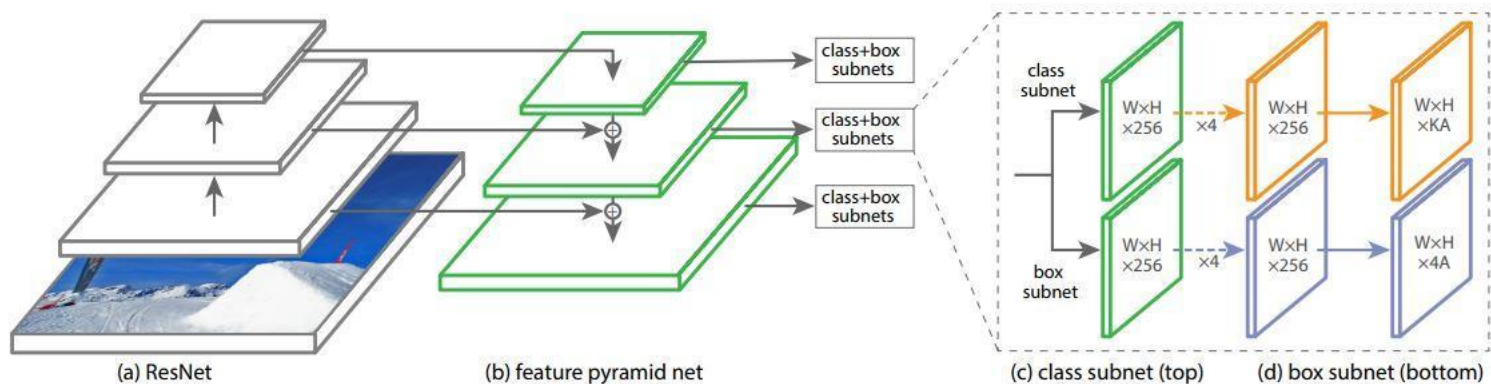 class+box
subnets
class+box
subnets
class+box
subnets
class
subnet
W×H
×256
×4
W×H
×256
W×H
×KA
box
subnet
W×H
×256
×4
W×H
×256
W×H
×4A
(a) ResNet
(b) feature pyramid net
(c) class subnet (top)
(d) box subnet (bottom)